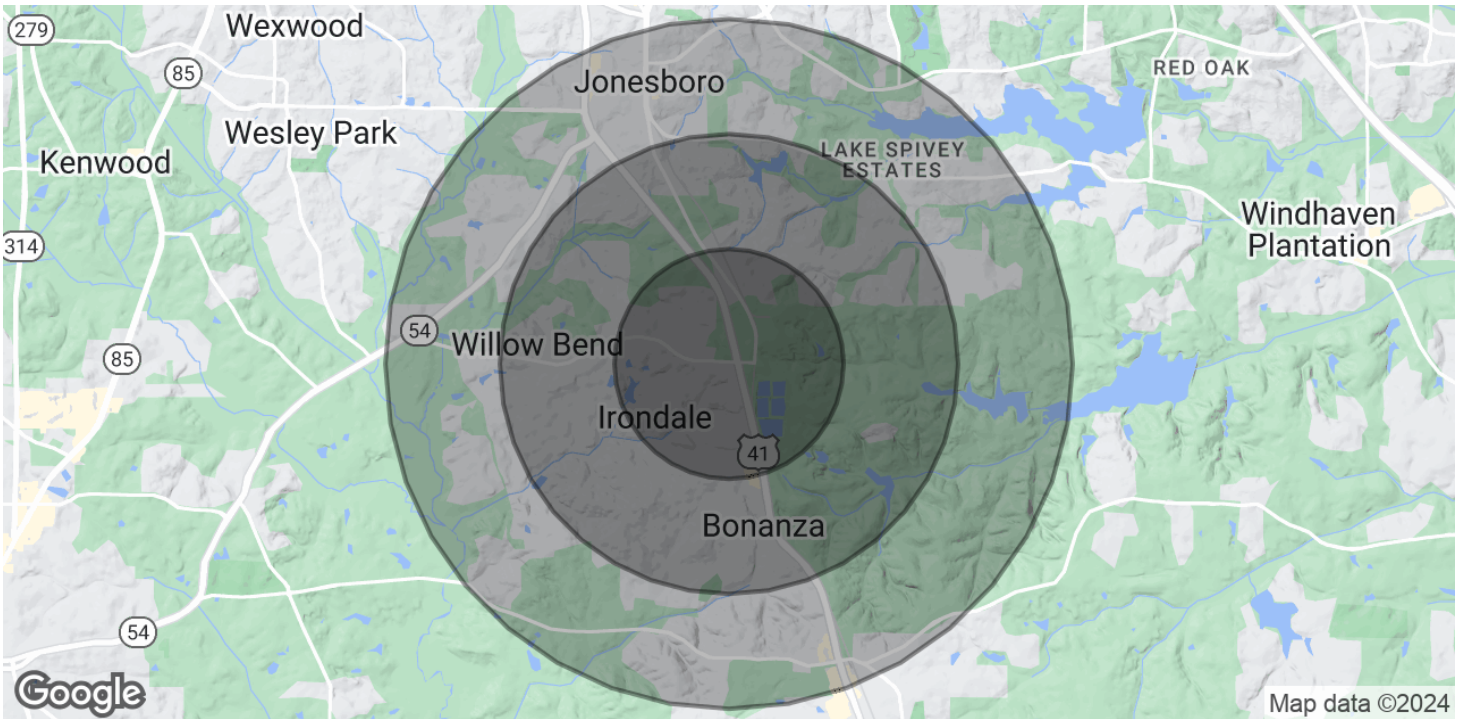 279
Wexwood
85
Jonesboro
RED OAK
Wesley Park
Kenwood
LAKE SPIVEY
ESTATES
Windhaven
Plantation
314
54
Willow Bend
85
Irondale
41
Bonanza
54
Google
Map data ©2024